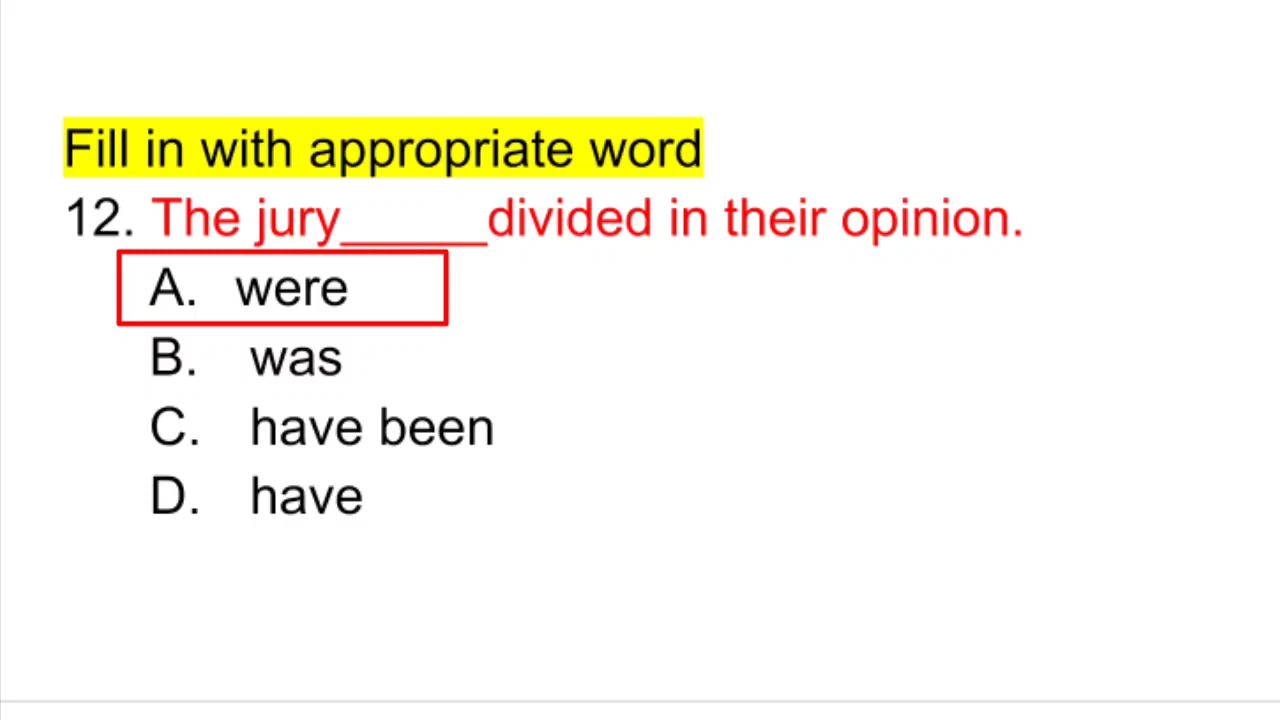 Fill in with appropriate word
12. The jury______divided in their opinion.
A. were
B. was
C. have been
D. have